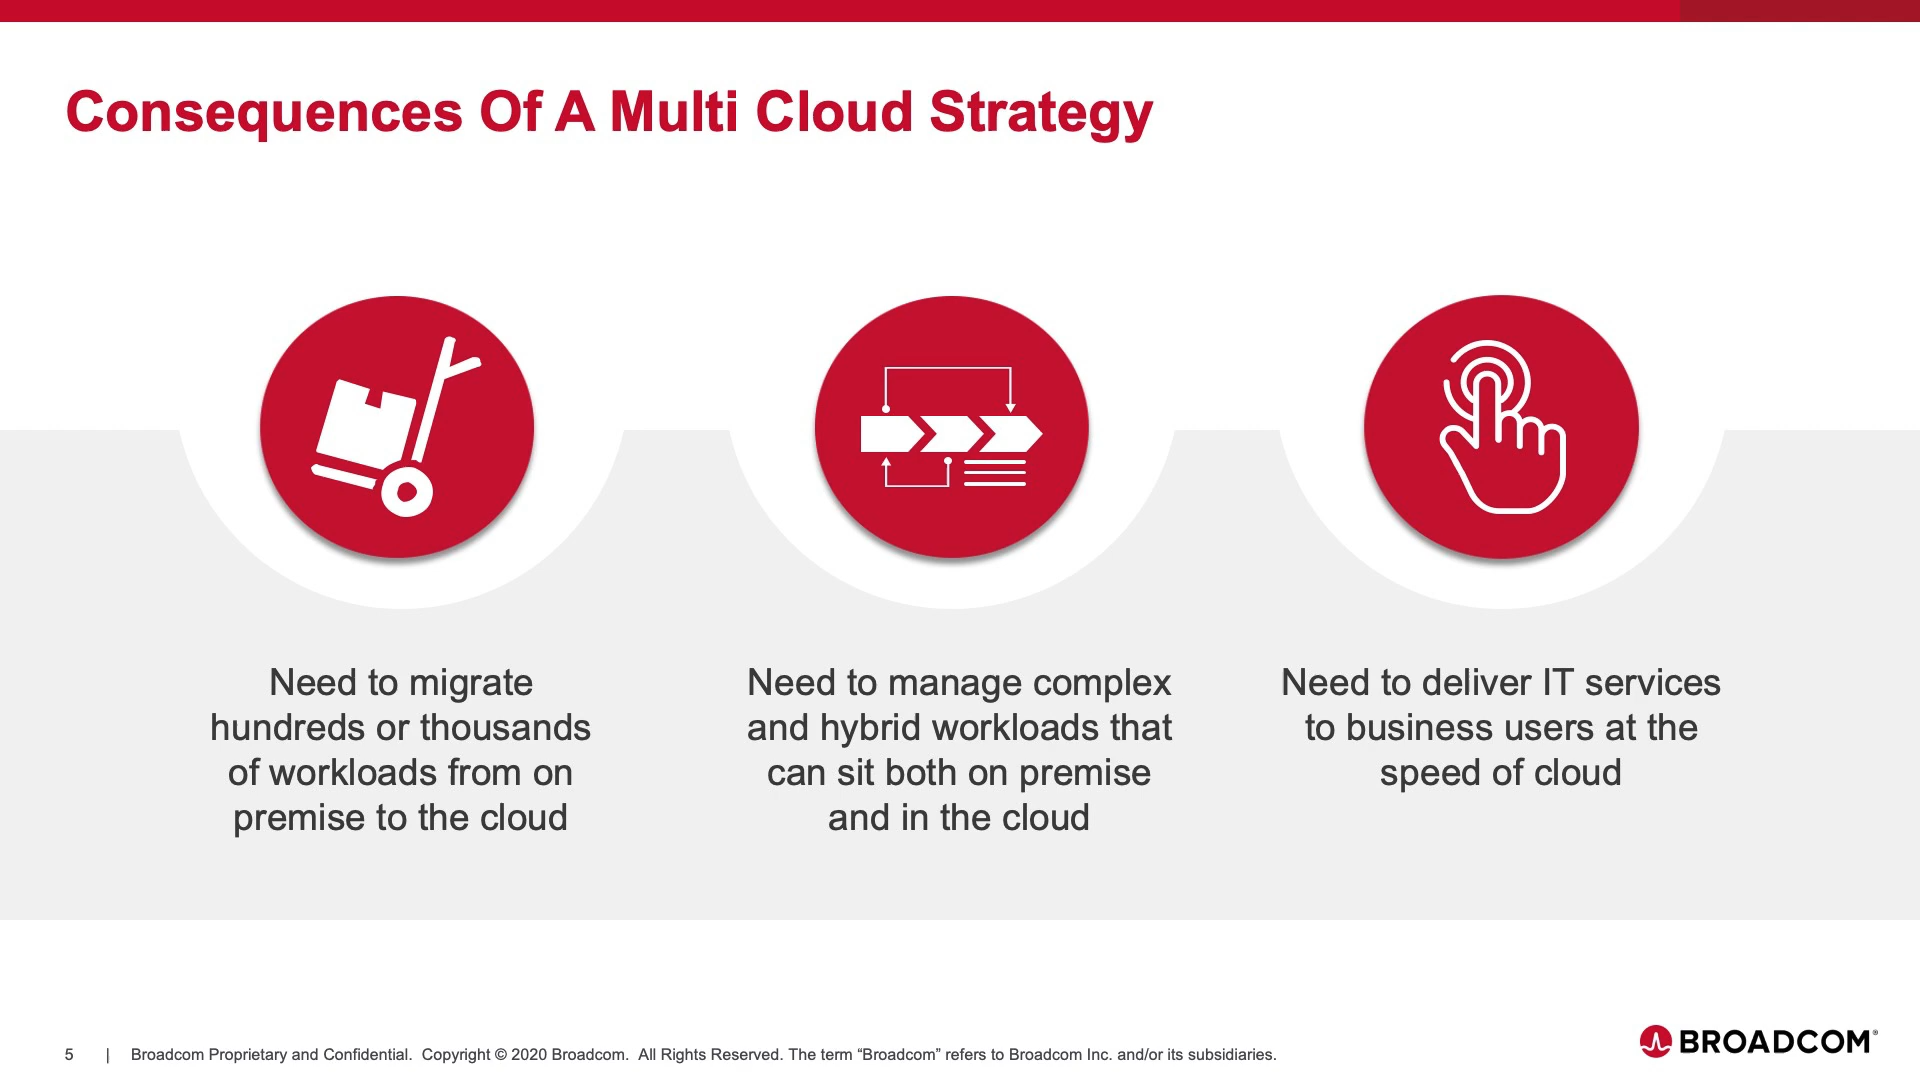 Consequences Of A Multi Cloud Strategy
Need to migrate
hundreds or thousands
of workloads from on
premise to the cloud
Need to manage complex
and hybrid workloads that
can sit both on premise
and in the cloud
Need to deliver IT services
to business users at the
speed of cloud
5 | Broadcom Proprietary and Confidential. Copyright © 2020 Broadcom. All Rights Reserved. The term “Broadcom” refers to Broadcom Inc. and/or its subsidiaries.
BROADCOM®